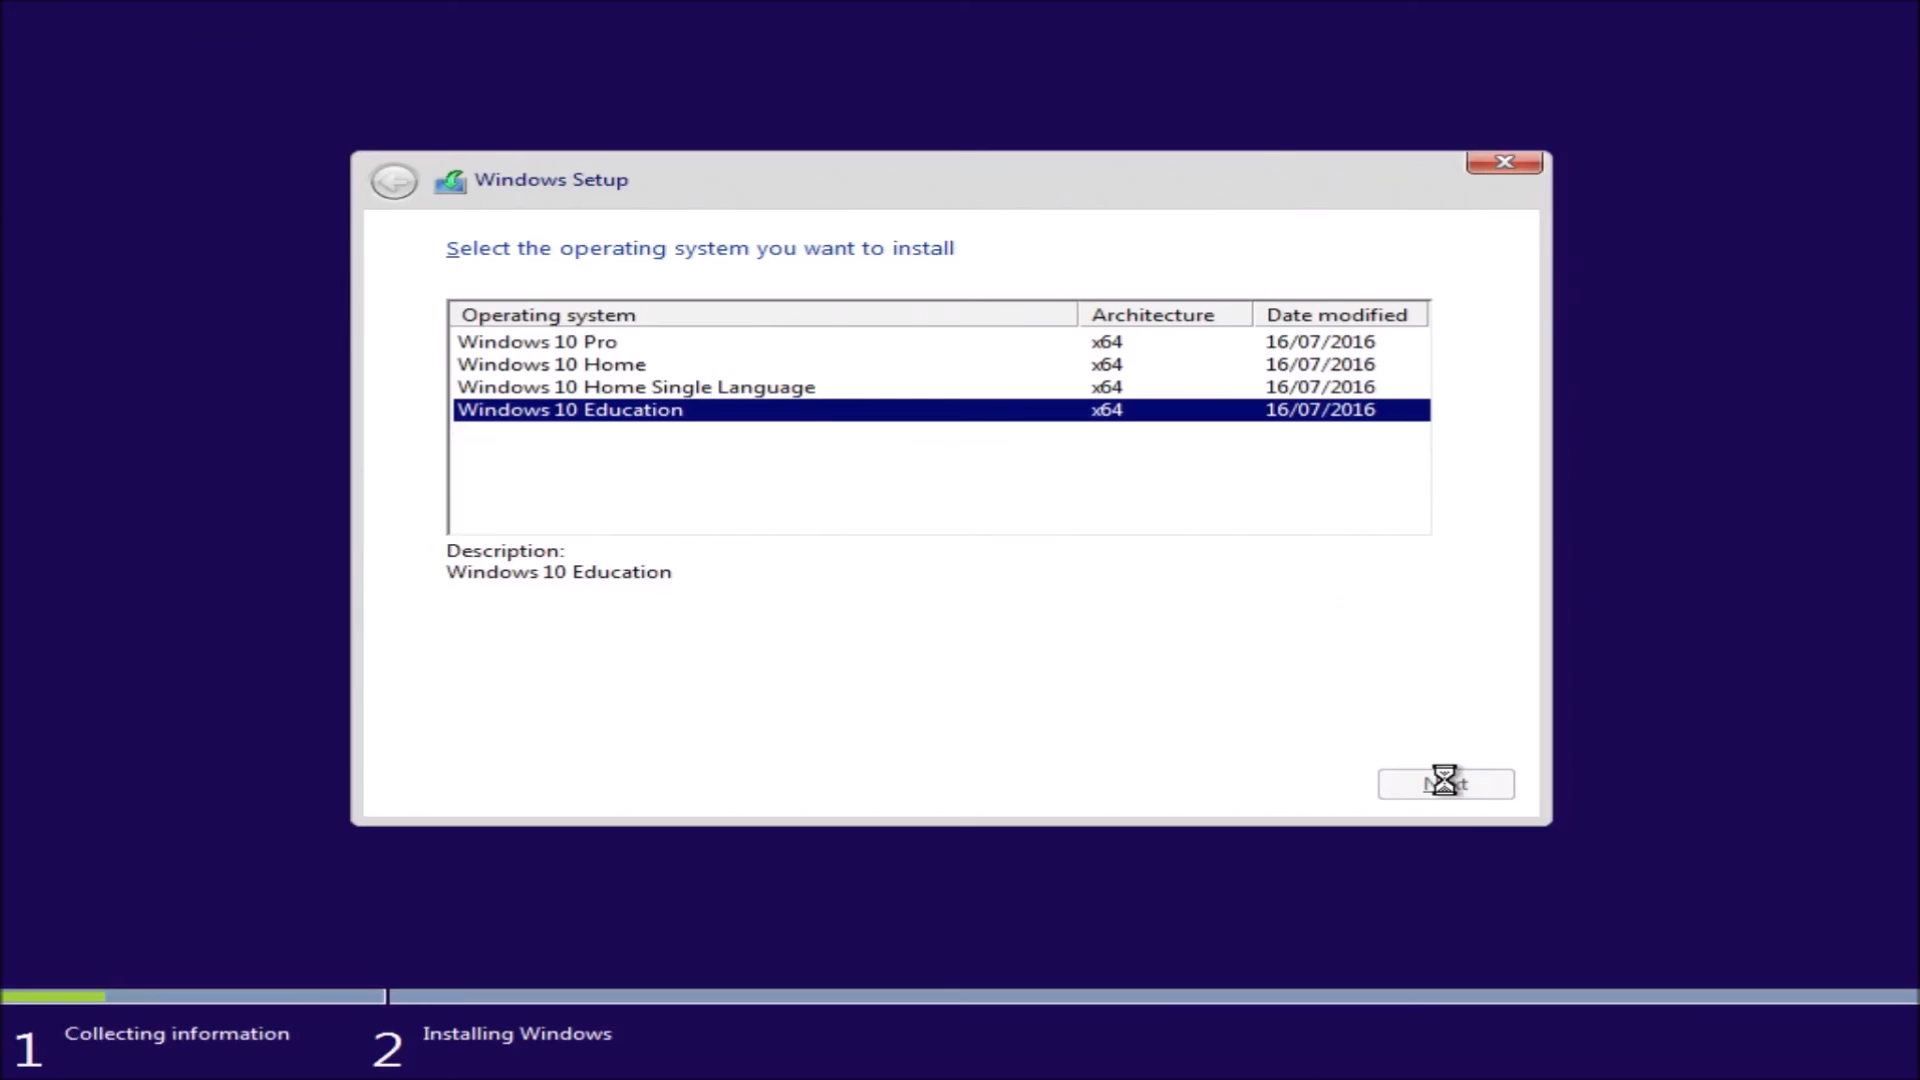 Windows Setup
Select the operating system you want to install
Operating system Architecture Date modified
Windows 10 Pro x64 16/07/2016
Windows 10 Home x64 16/07/2016
Windows 10 Home Single Language x64 16/07/2016
Windows 10 Education x64 16/07/2016
Description:
Windows 10 Education
Next
1 Collecting information 2 Installing Windows